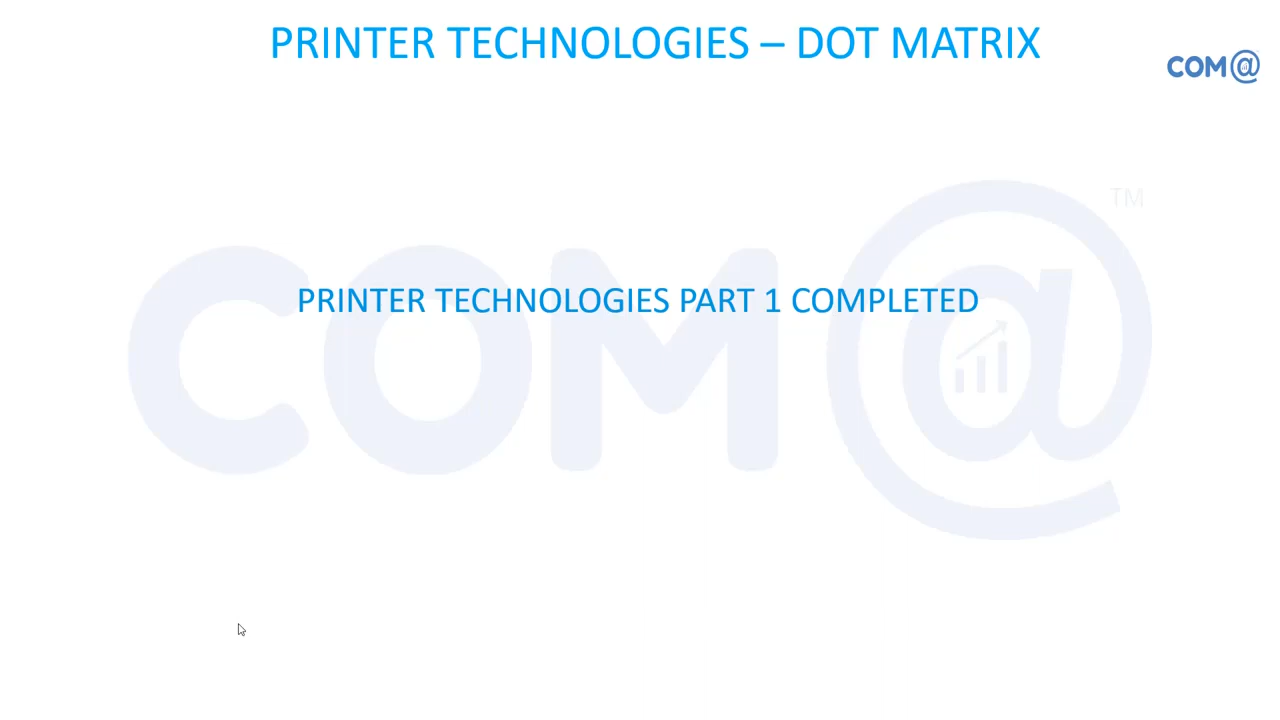 PRINTER TECHNOLOGIES – DOT MATRIX
COM@
TM
PRINTER TECHNOLOGIES PART 1 COMPLETED
COM@